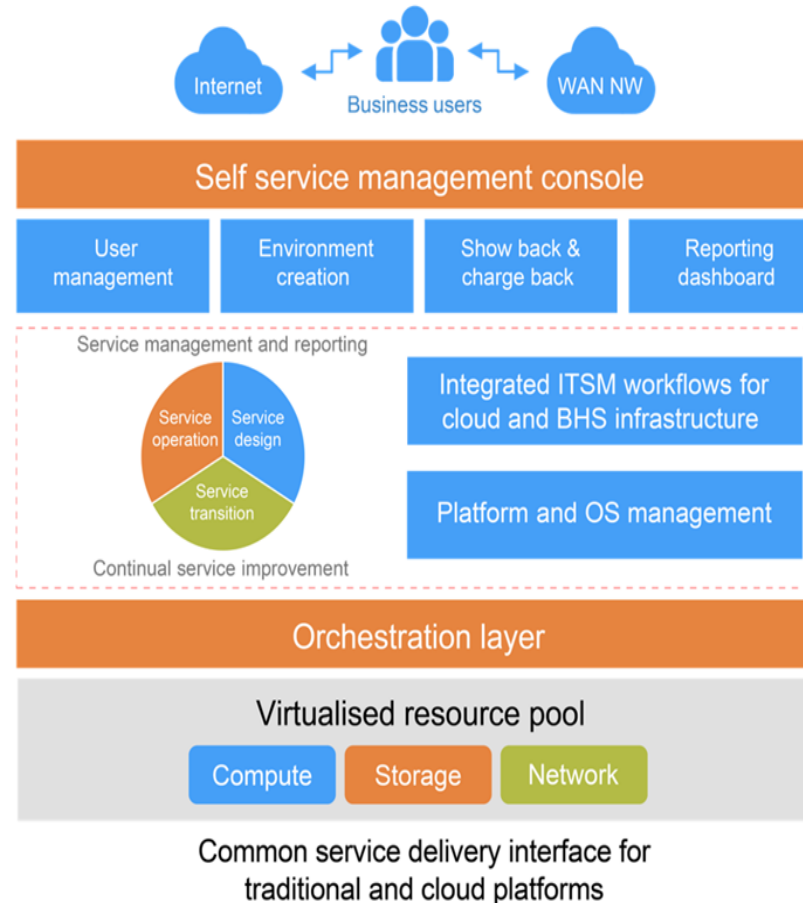 Internet
Business users
WAN NW
Self service management console
User
management
Environment
creation
Show back &
charge back
Reporting
dashboard
Service management and reporting
Service
operation
Service
design
Service
transition
Continual service improvement
Integrated ITSM workflows for
cloud and BHS infrastructure
Platform and OS management
Orchestration layer
Virtualised resource pool
Compute
Storage
Network
Common service delivery interface for
traditional and cloud platforms